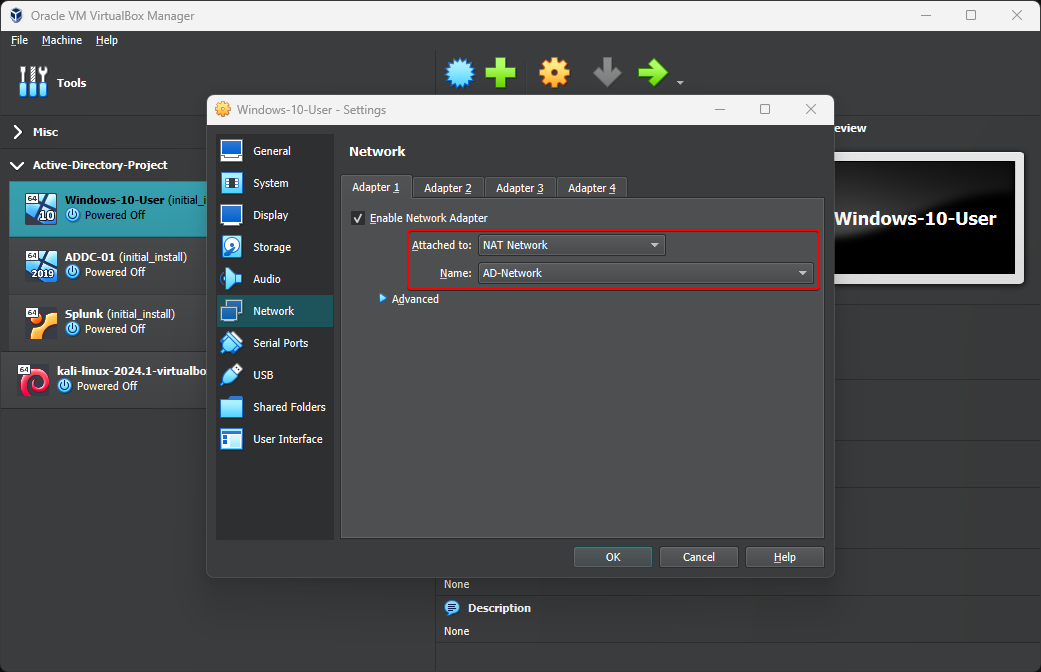 Oracle VM VirtualBox Manager
File Machine Help
Tools
Misc
Active-Directory-Project
64
10
Windows-10-User (initial_i
Powered Off
64
2019
ADDC-01 (initial_install)
Powered Off
64
Splunk (initial_install)
Powered Off
64
kali-linux-2024.1-virtualbo
Powered Off
eview
Windows-10-User
Windows-10-User - Settings
General
System
Display
Storage
Audio
Network
Serial Ports
USB
Shared Folders
User Interface
Network
Adapter 1 Adapter 2 Adapter 3 Adapter 4
Enable Network Adapter
Attached to: NAT Network
Name: AD-Network
Advanced
OK Cancel Help
None
Description
None